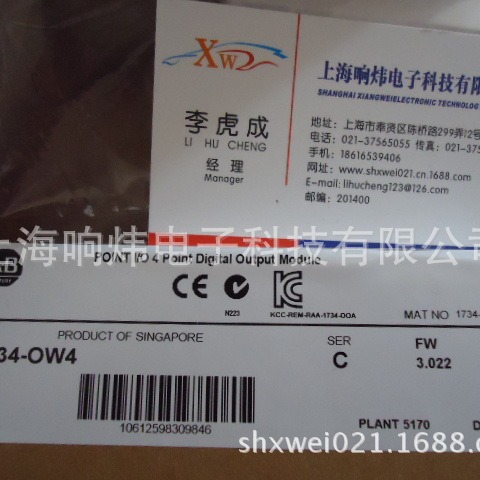 XW
上海响炜电子科技有限
SHANGHAI XIANGWEIELECTRONIC TECHNOLOGY
李虎成
LI HU CHENG
经理
Manager
地址：上海市奉贤区陈桥路299弄12号
电话：021-37565055 传真：021-3
手机：18616539406
网址：www.shxwei021.cn.1688.com
E-mail: lihucheng123@126.com
邮编：201400
上海响炜电子科技有限公司
AB
POINT I/O 4 Point Digital Output Module
CE
N223
KCC-REM-RAA-1734-DOA
MAT NO 1734-
PRODUCT OF SINGAPORE
34-OW4
SER
C
FW
3.022
10612598309846
PLANT 5170
D
shxwei021.1688.c